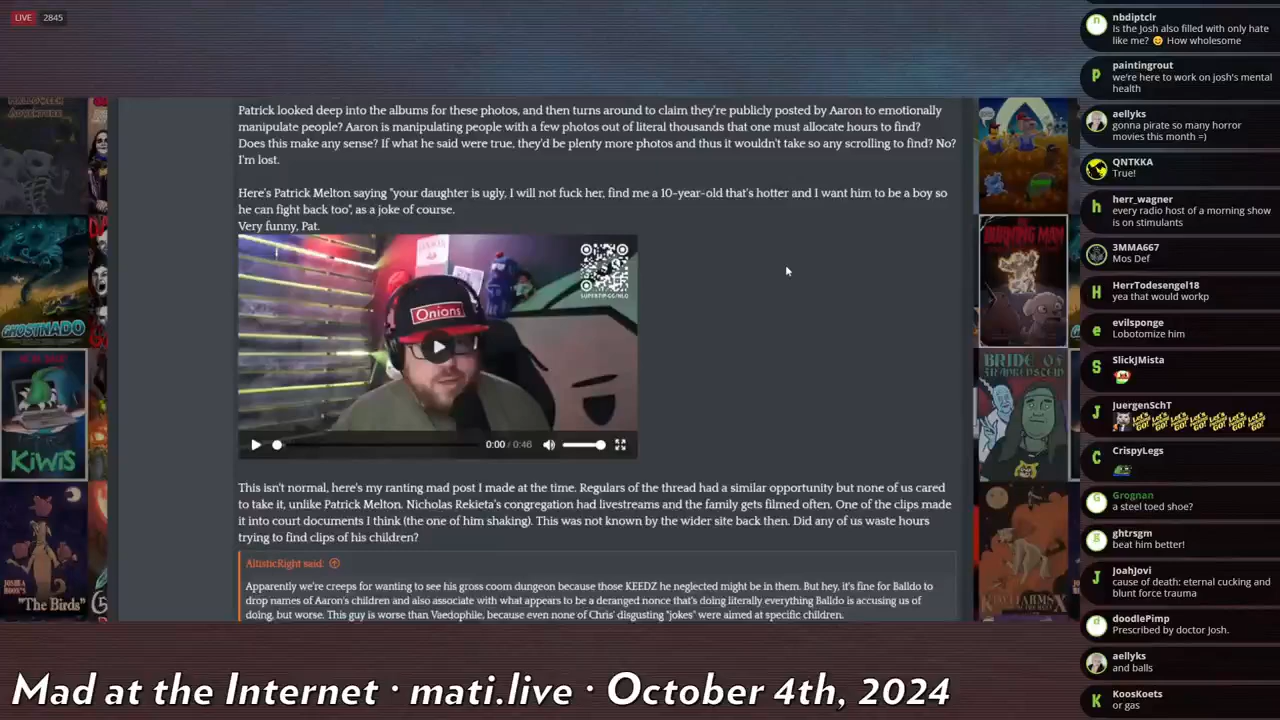 LIVE 2845
Patrick looked deep into the albums for these photos, and then turns around to claim they're publicly posted by Aaron to emotionally
manipulate people? Aaron is manipulating people with a few photos out of literal thousands that one must allocate hours to find?
Does this make any sense? If what he said were true, they'd be plenty more photos and thus it wouldn't take so any scrolling to find? No?
I'm lost.
Here's Patrick Melton saying "your daughter is ugly, I will not fuck her, find me a 10-year-old that's hotter and I want him to be a boy so
he can fight back too", as a joke of course.
Very funny, Pat.
Onions
0:00 / 0:46
This isn't normal, here's my ranting mad post I made at the time. Regulars of the thread had a similar opportunity but none of us cared
to take it, unlike Patrick Melton. Nicholas Rekieta's congregation had livestreams and the family gets filmed often. One of the clips made
it into court documents I think (the one of him shaking). This was not known by the wider site back then. Did any of us waste hours
trying to find clips of his children?
AltisticRight said:
Apparently we're creeps for wanting to see his gross coom dungeon because those KEEDZ he neglected might be in them. But hey, it's fine for Balldo to
drop names of Aaron's children and also associate with what appears to be a deranged nonce that's doing literally everything Balldo is accusing us of
doing, but worse. This guy is worse than Vaedophile, because even none of Chris' disgusting "jokes" were aimed at specific children.
GHOSTNADO
KiWiS
"The Birds"
BURNING MAN
BRIDE OF
FRANKENSTEIN
nbdiptclr
Is the Josh also filled with only hate
like me? 😊 How wholesome
paintingrout
we're here to work on josh's mental
health
aellyks
gonna pirate so many horror
movies this month =)
QNTKKA
True!
herr_wagner
every radio host of a morning show
is on stimulants
3MMA667
Mos Def
HerrTodesengel18
yea that would workp
evilsponge
Lobotomize him
SlickJMista
JuergenSchT
CrispyLegs
Grognan
a steel toed shoe?
ghtrsgm
beat him better!
JoahJovi
cause of death: eternal cucking and
blunt force trauma
doodlePimp
Prescribed by doctor Josh.
aellyks
and balls
KoosKoets
or gas
Mad at the Internet · mati.live · October 4th, 2024